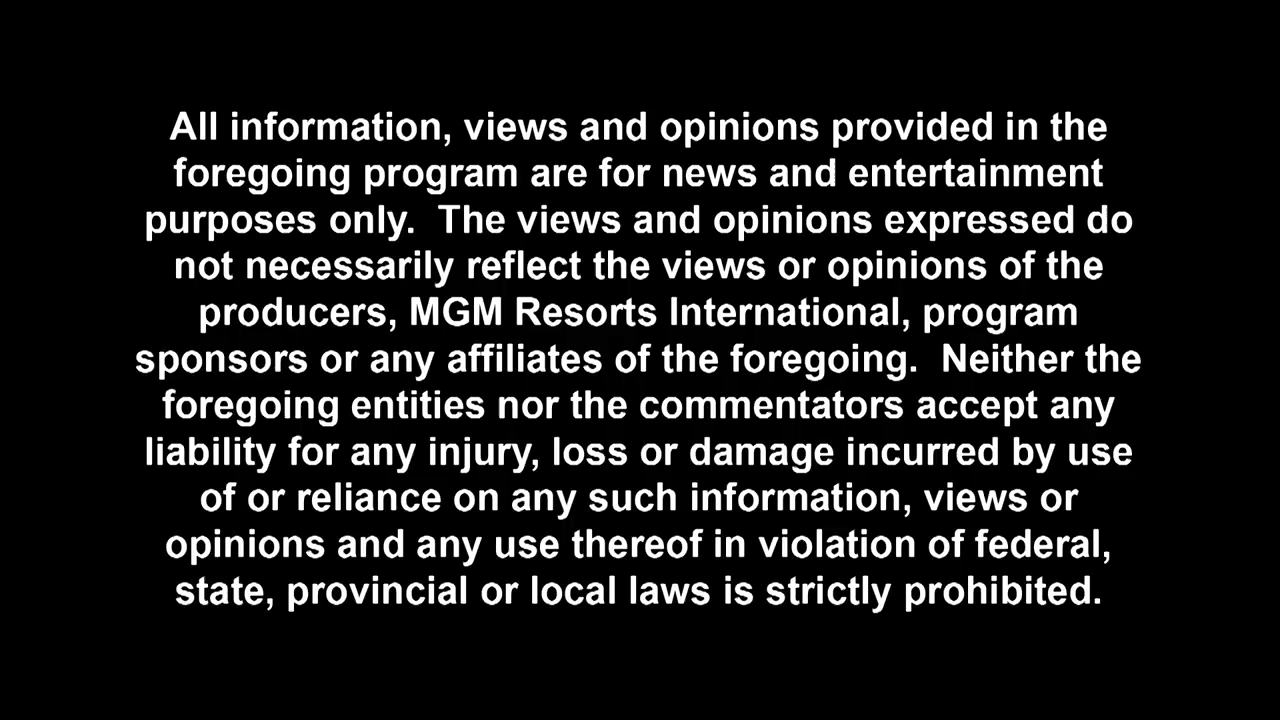 All information, views and opinions provided in the
foregoing program are for news and entertainment
purposes only.  The views and opinions expressed do
not necessarily reflect the views or opinions of the
producers, MGM Resorts International, program
sponsors or any affiliates of the foregoing.  Neither the
foregoing entities nor the commentators accept any
liability for any injury, loss or damage incurred by use
of or reliance on any such information, views or
opinions and any use thereof in violation of federal,
state, provincial or local laws is strictly prohibited.